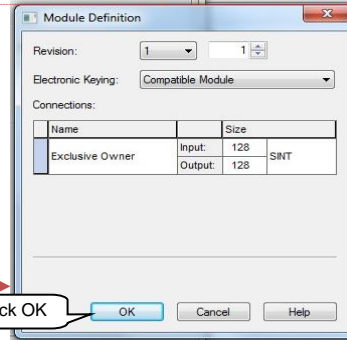 Module Definition
Revision: 1 1
Electronic Keying: Compatible Module
Connections:
Name Size
Exclusive Owner Input: 128 SINT
Output: 128
OK Cancel Help
OK